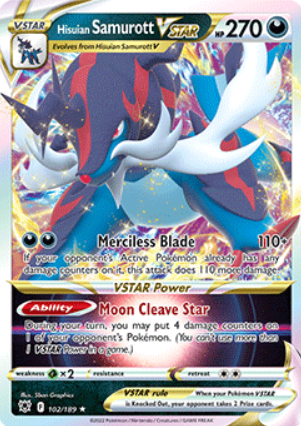 VSTAR Hisuian Samurott VSTAR HP 270
Evolves from Hisuian Samurott V
Merciless Blade 110+
If your opponent's Active Pokémon already has any
damage counters on it, this attack does 110 more damage.
VSTAR Power
Ability Moon Cleave Star
During your turn, you may put 4 damage counters on
1 of your opponent's Pokémon. (You can't use more than
1 VSTAR Power in a game.)
weakness ×2 resistance retreat
Illus. 5ban Graphics
VSTAR rule When your Pokémon VSTAR
is Knocked Out, your opponent takes 2 Prize cards.
F 102/189 ★
©2022 Pokémon / Nintendo / Creatures / GAME FREAK